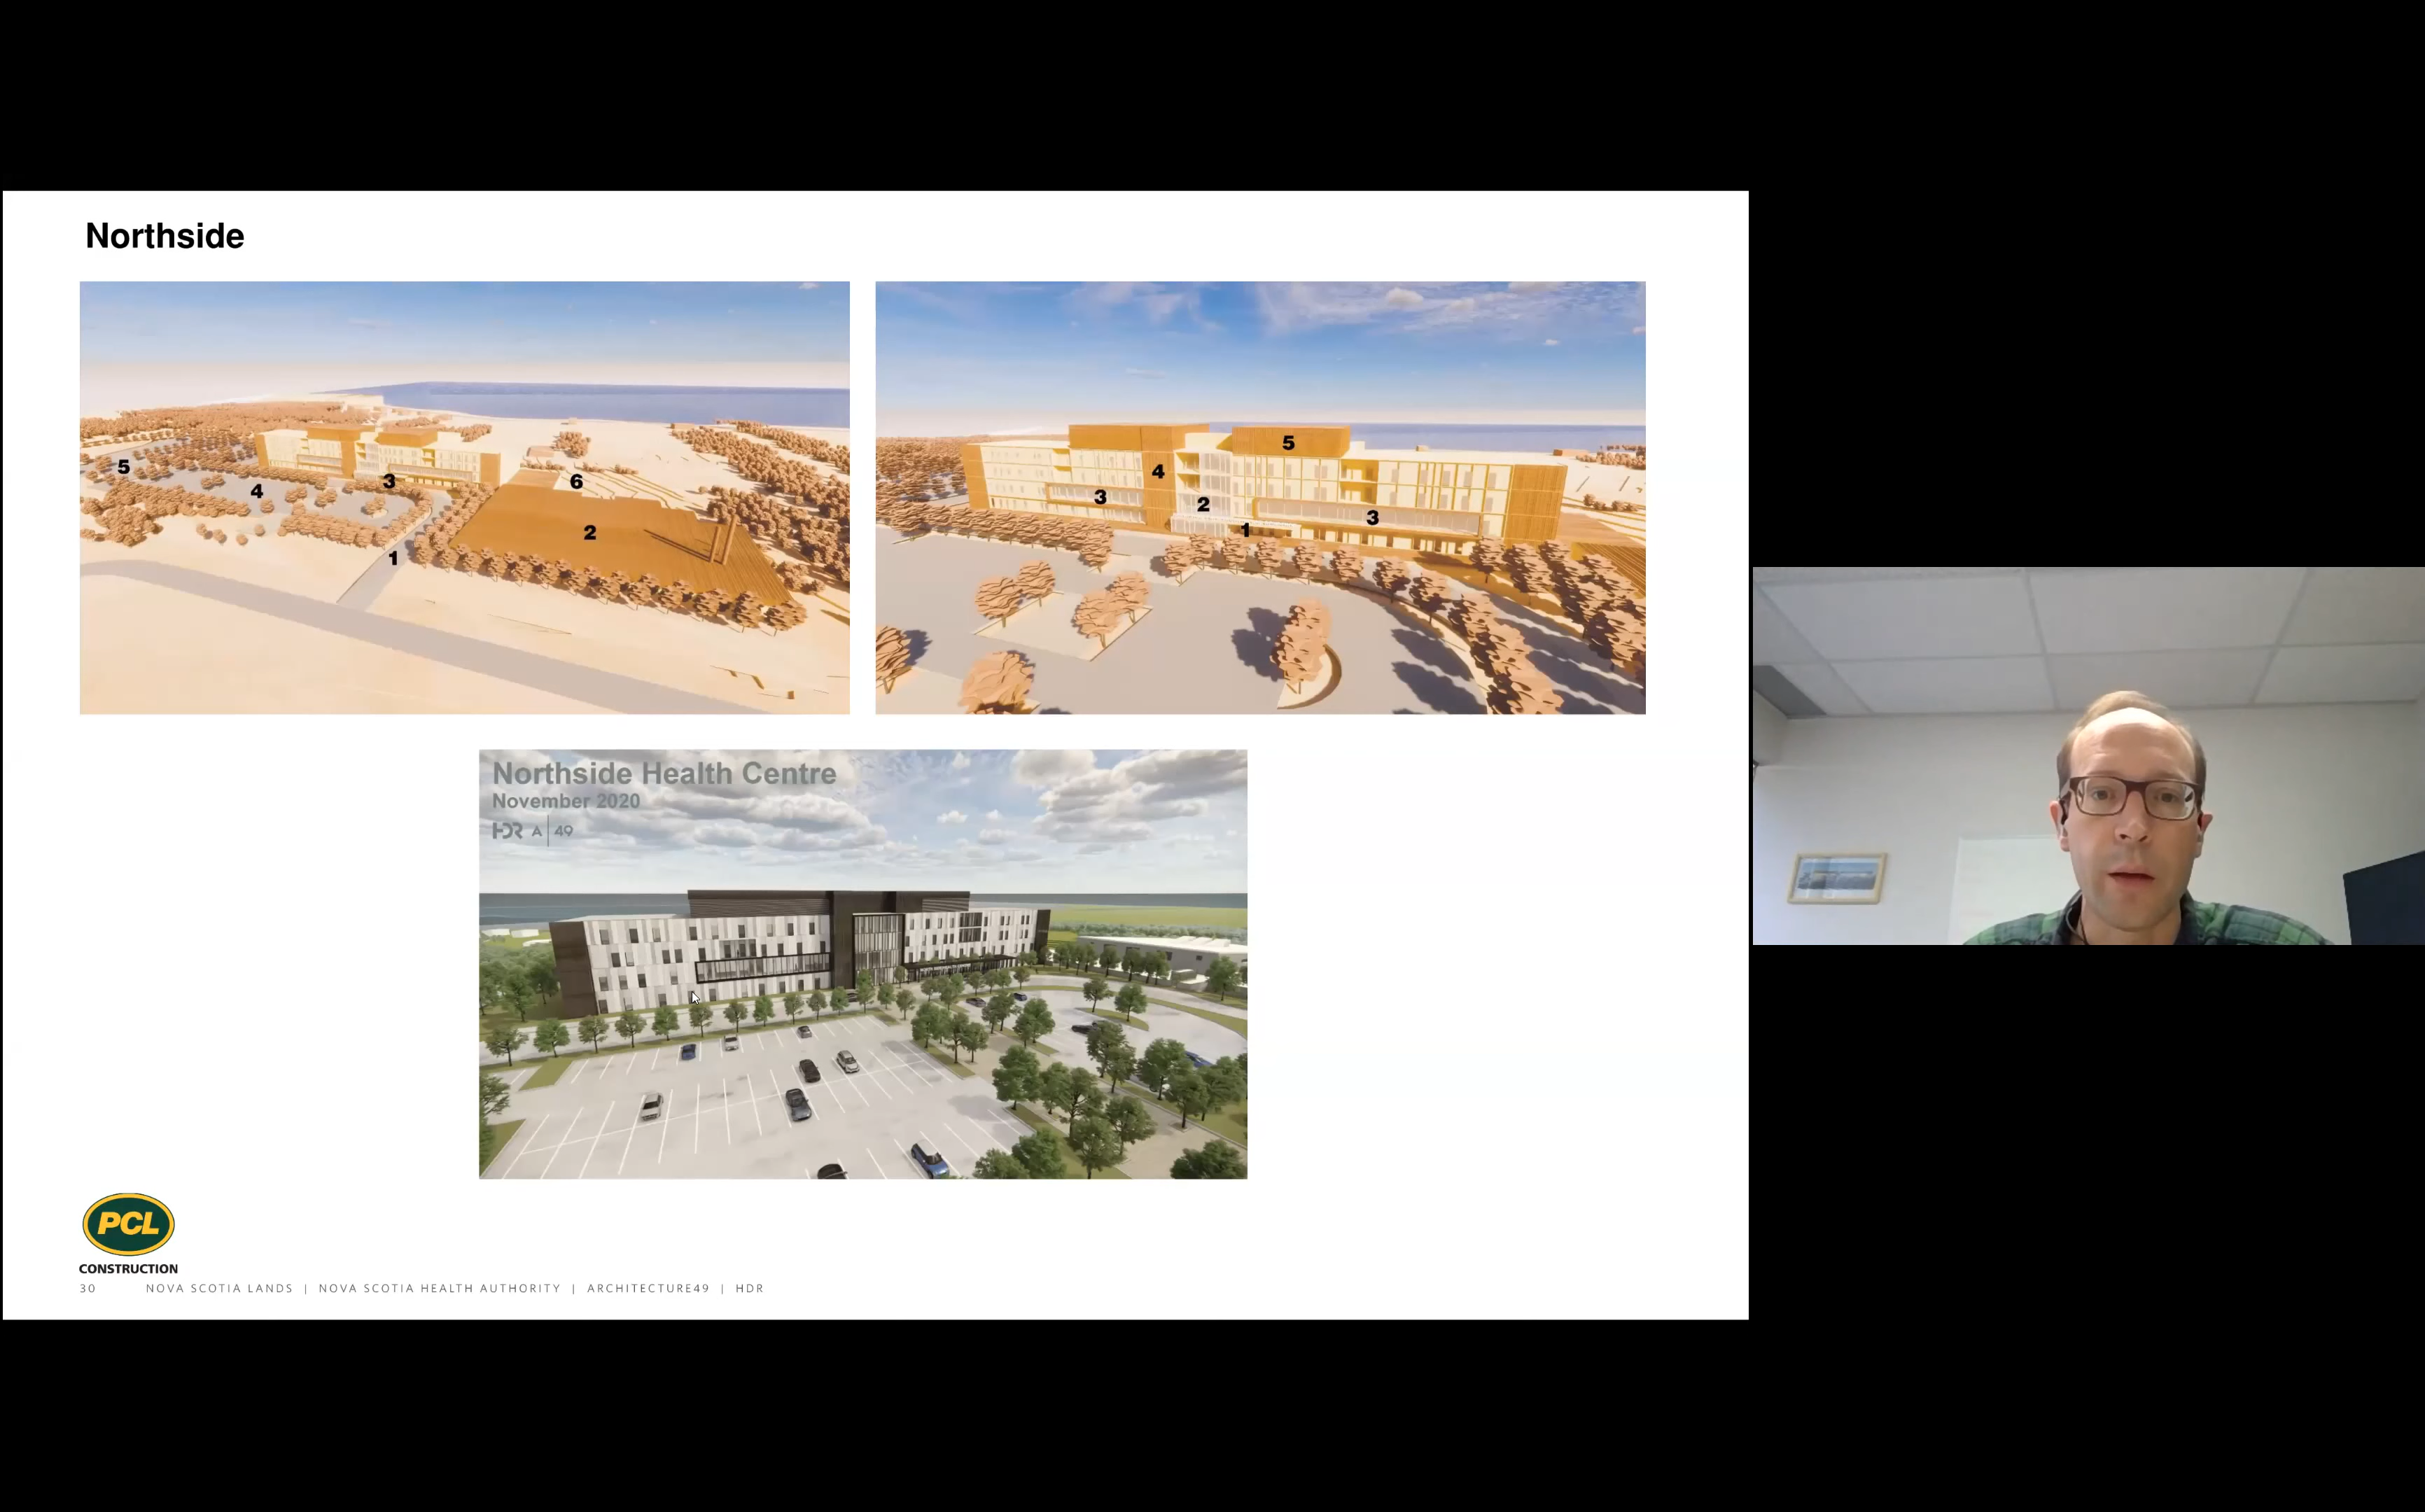 Northside
5
4
3
6
2
1
5
4
3
2
3
1
Northside Health Centre
November 2020
HDR A | 49
PCL
CONSTRUCTION
30 NOVA SCOTIA LANDS | NOVA SCOTIA HEALTH AUTHORITY | ARCHITECTURE49 | HDR